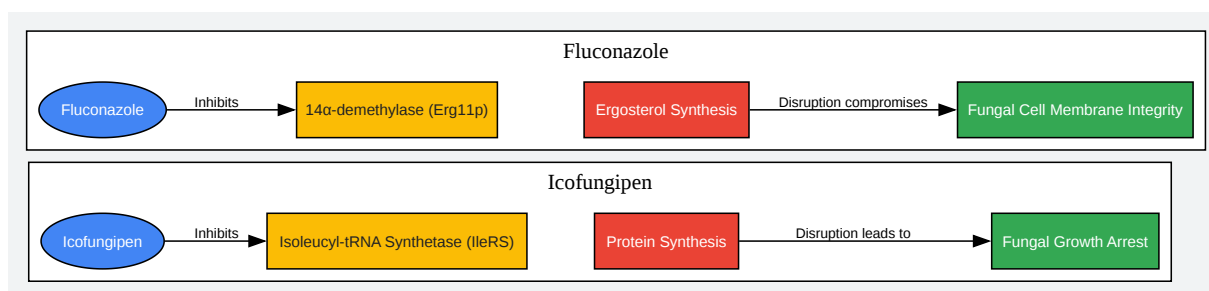 Fluconazole
Fluconazole
Inhibits
14α-demethylase (Erg11p)
Ergosterol Synthesis
Disruption compromises
Fungal Cell Membrane Integrity
Icofungipen
Icofungipen
Inhibits
Isoleucyl-tRNA Synthetase (IleRS)
Protein Synthesis
Disruption leads to
Fungal Growth Arrest